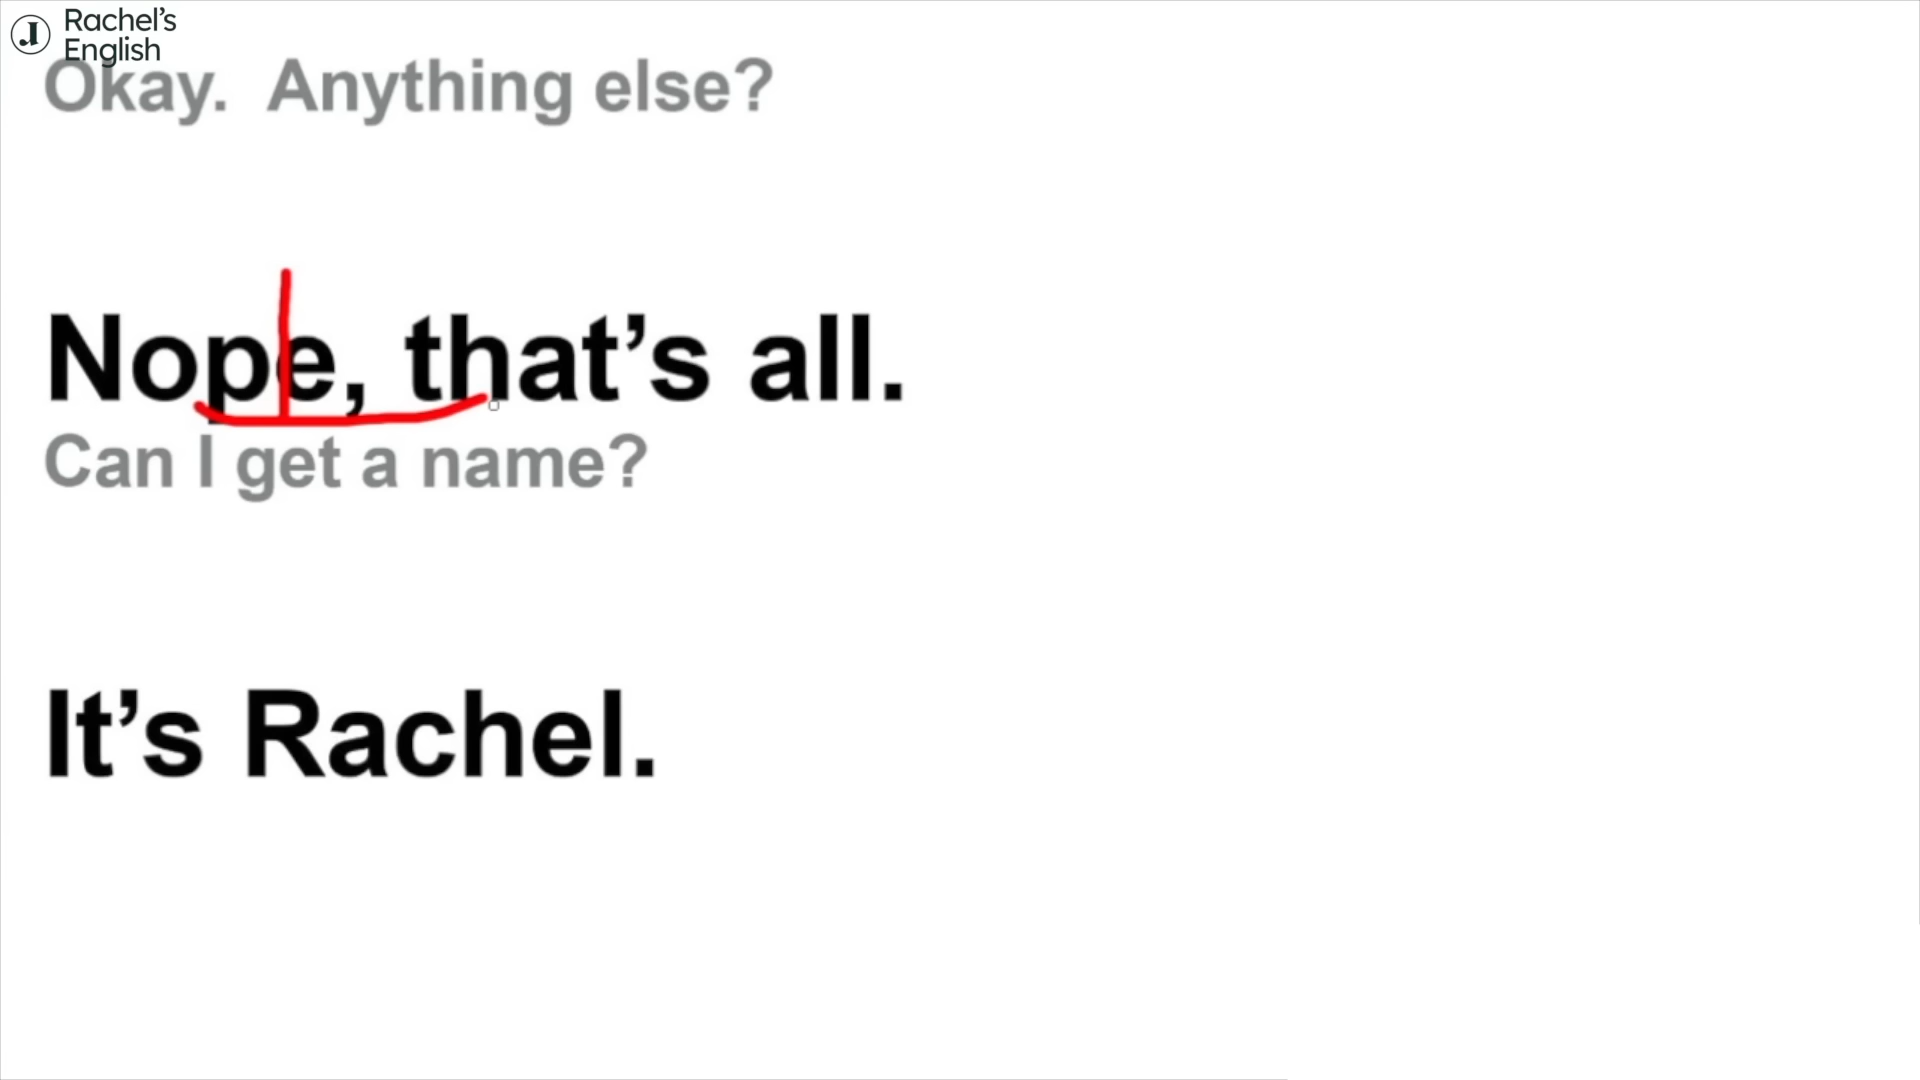 Rachel’s
English
Okay.  Anything else?
Nope, that’s all.
Can I get a name?
It’s Rachel.